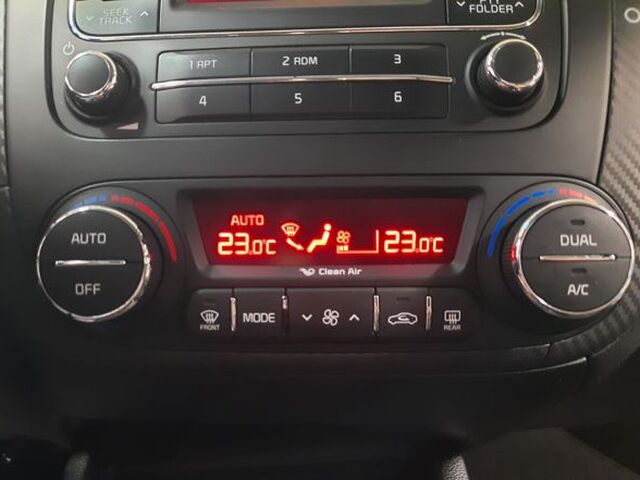 SEEK
TRACK
PTY
FOLDER
1 RPT
2 RDM
3
4
5
6
AUTO
OFF
AUTO
23.0°C
23.0°C
Clean Air
DUAL
A/C
FRONT
MODE
REAR